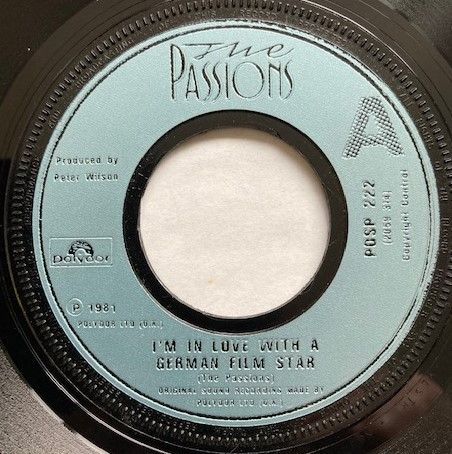 The
PASSIONS
A
Produced by
Peter Wilson
POSP 222
(2059 314)
Copyright Control
Polydor
℗ 1981
POLYDOR LTD (U.K.)
I'M IN LOVE WITH A
GERMAN FILM STAR
(The Passions)
ORIGINAL SOUND RECORDING MADE BY
POLYDOR LTD (U.K.)